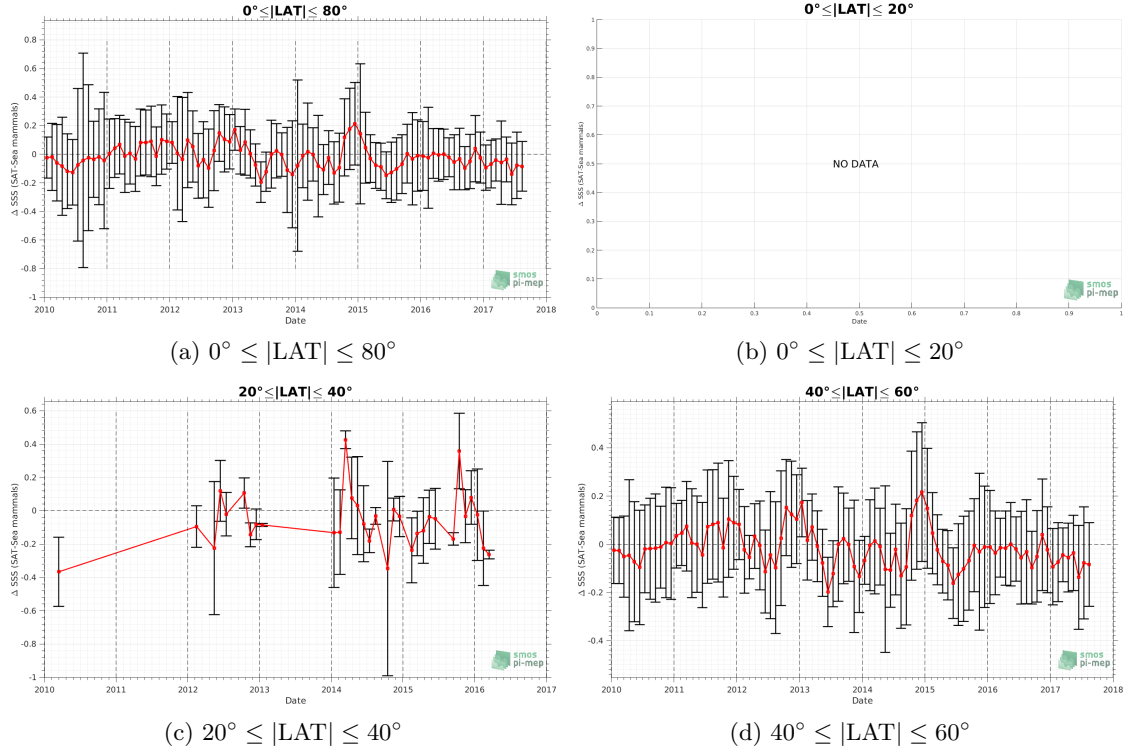 0°≤|LAT|≤ 80°
0.8
0.6
0.4
0.2
0
-0.2
-0.4
-0.6
-0.8
-1
Δ SSS (SAT-Sea mammals)
2010 2011 2012 2013 2014 2015 2016 2017 2018
Date
smos
pi-mep
(a) 0° ≤ |LAT| ≤ 80°
0°≤|LAT|≤ 20°
1
0.9
0.8
0.7
0.6
0.5
0.4
0.3
0.2
0.1
0
Δ SSS (SAT-Sea mammals)
NO DATA
0 0.1 0.2 0.3 0.4 0.5 0.6 0.7 0.8 0.9 1
Date
smos
pi-mep
(b) 0° ≤ |LAT| ≤ 20°
20°≤|LAT|≤ 40°
0.6
0.4
0.2
0
-0.2
-0.4
-0.6
-0.8
-1
Δ SSS (SAT-Sea mammals)
2010 2011 2012 2013 2014 2015 2016 2017
Date
smos
pi-mep
(c) 20° ≤ |LAT| ≤ 40°
40°≤|LAT|≤ 60°
0.4
0.2
0
-0.2
-0.4
Δ SSS (SAT-Sea mammals)
2010 2011 2012 2013 2014 2015 2016 2017 2018
Date
smos
pi-mep
(d) 40° ≤ |LAT| ≤ 60°